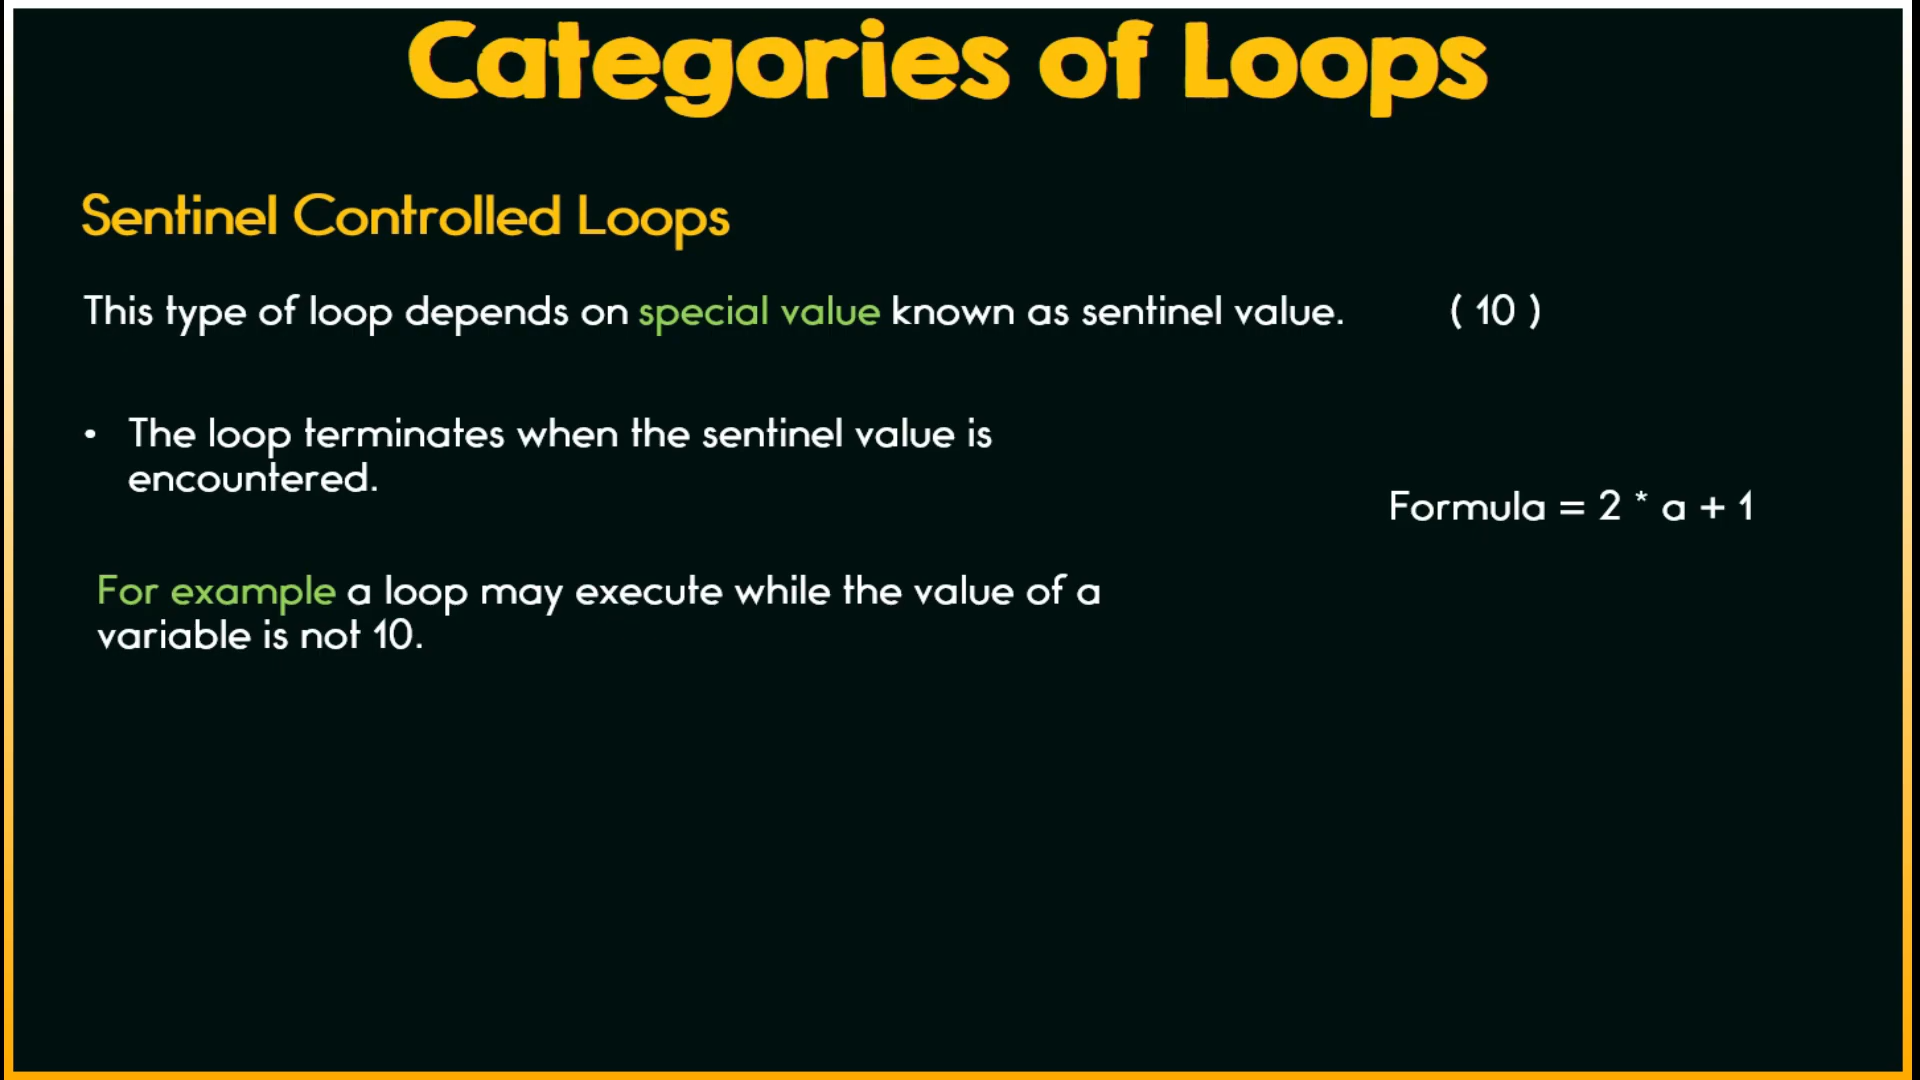 Categories of Loops
Sentinel Controlled Loops
This type of loop depends on special value known as sentinel value. ( 10 )
• The loop terminates when the sentinel value is
encountered.
Formula = 2 * a + 1
For example a loop may execute while the value of a
variable is not 10.